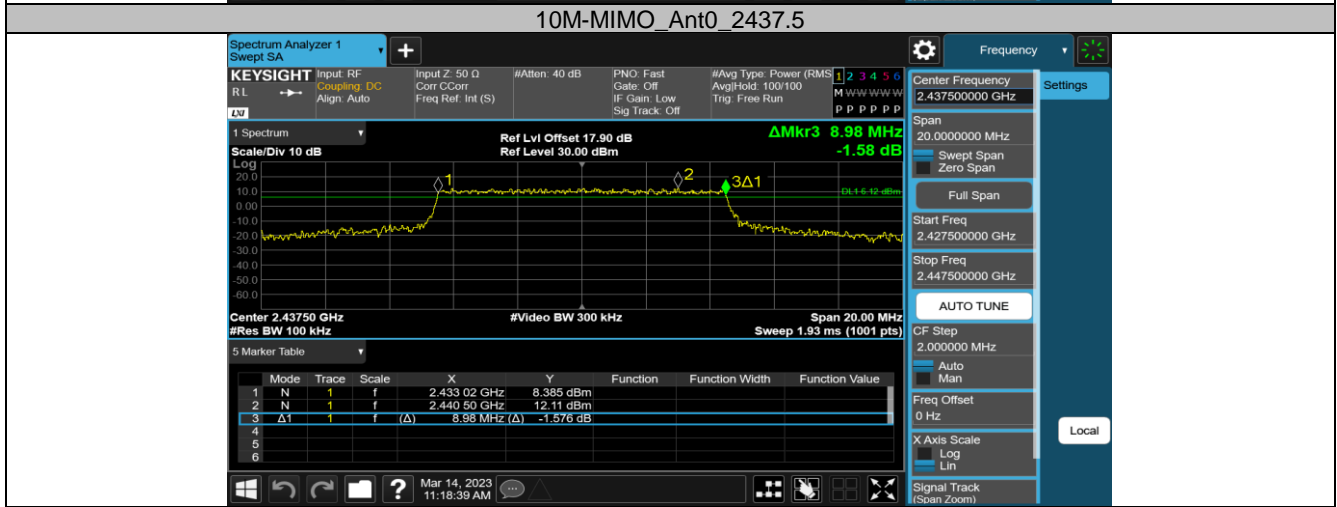 10M-MIMO_Ant0_2437.5
Spectrum Analyzer 1
Swept SA
+
Frequency
KEYSIGHT Input: RF Input Z: 50 Ω #Atten: 40 dB PNO: Fast #Avg Type: Power (RMS 1 2 3 4 5 6
R L Coupling: DC Corr CCorr Gate: Off Avg|Hold: 100/100 M W W W W W
Align: Auto Freq Ref: Int (S) IF Gain: Low Trig: Free Run
LXI Sig Track: Off P P P P P P
1 Spectrum
Ref Lvl Offset 17.90 dB
ΔMkr3 8.98 MHz
Scale/Div 10 dB
Ref Level 30.00 dBm
-1.58 dB
Log
20.0
10.0
0.00
-10.0
-20.0
-30.0
-40.0
-50.0
-60.0
1
2
3Δ1
DL1 6.12 dBm
Center 2.43750 GHz #Video BW 300 kHz Span 20.00 MHz
#Res BW 100 kHz Sweep 1.93 ms (1001 pts)
5 Marker Table
Mode Trace Scale X Y Function Function Width Function Value
1 N 1 f 2.433 02 GHz 8.385 dBm
2 N 1 f 2.440 50 GHz 12.11 dBm
3 Δ1 1 f (Δ) 8.98 MHz (Δ) -1.576 dB
4
5
6
?
Mar 14, 2023
11:18:39 AM
Center Frequency
2.437500000 GHz
Settings
Span
20.0000000 MHz
Swept Span
Zero Span
Full Span
Start Freq
2.427500000 GHz
Stop Freq
2.447500000 GHz
AUTO TUNE
CF Step
2.000000 MHz
Auto
Man
Freq Offset
0 Hz
Local
X Axis Scale
Log
Lin
Signal Track
(Span Zoom)